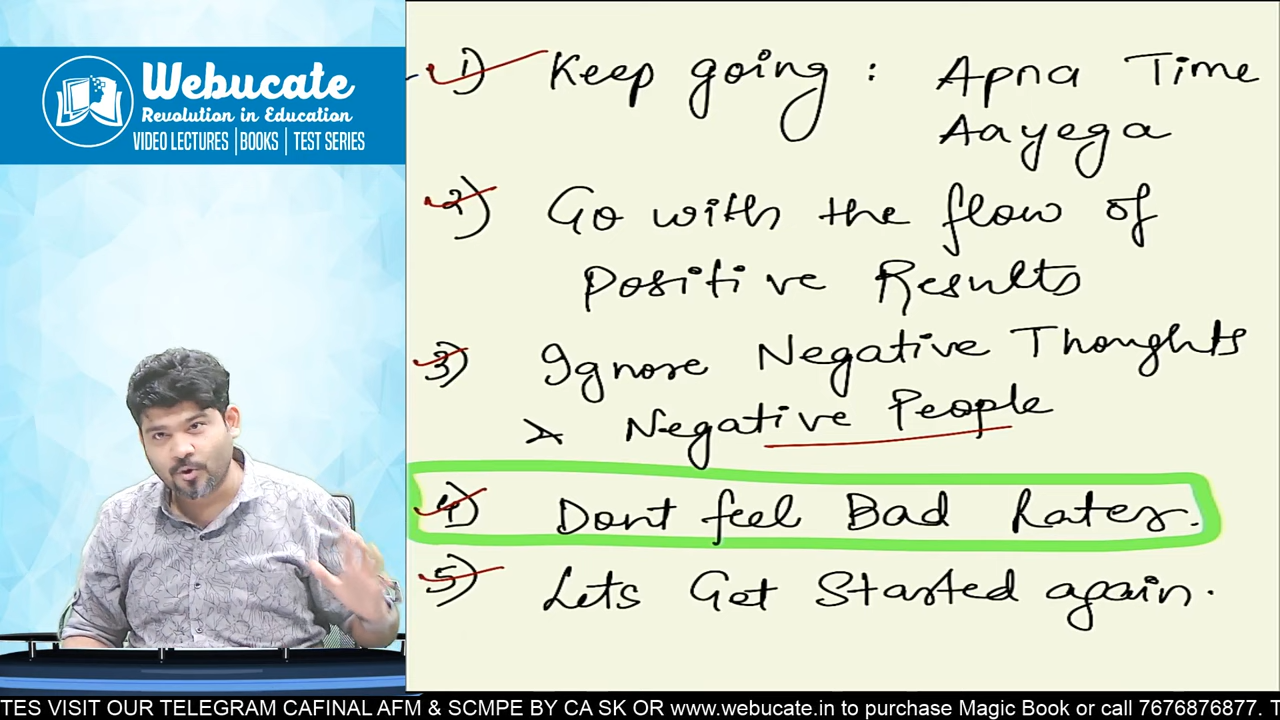 Webucate
Revolution in Education
VIDEO LECTURES | BOOKS | TEST SERIES
1) Keep going : Apna Time
Aayega
2) Go with the flow of
Positive Results
3) Ignore Negative Thoughts
Negative People
4) Dont feel Bad Later.
5) Lets Get Started again.
TES VISIT OUR TELEGRAM CAFINAL AFM & SCMPE BY CA SK OR www.webucate.in to purchase Magic Book or call 7676876877. T